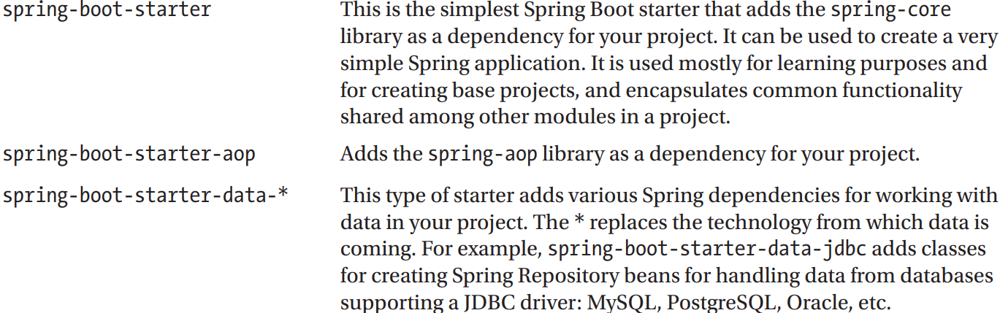 spring-boot-starter This is the simplest Spring Boot starter that adds the spring-core
library as a dependency for your project. It can be used to create a very
simple Spring application. It is used mostly for learning purposes and
for creating base projects, and encapsulates common functionality
shared among other modules in a project.
spring-boot-starter-aop Adds the spring-aop library as a dependency for your project.
spring-boot-starter-data-* This type of starter adds various Spring dependencies for working with
data in your project. The * replaces the technology from which data is
coming. For example, spring-boot-starter-data-jdbc adds classes
for creating Spring Repository beans for handling data from databases
supporting a JDBC driver: MySQL, PostgreSQL, Oracle, etc.